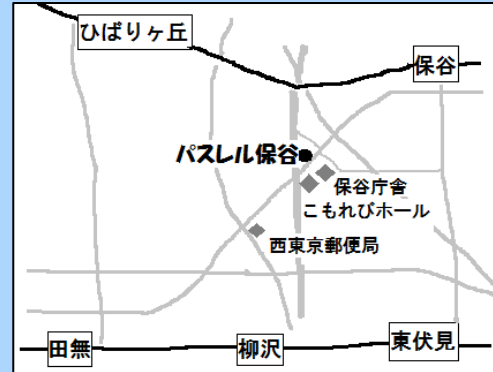 ひばりヶ丘
保谷
パスレル保谷
保谷庁舎
こもれびホール
西東京郵便局
田無
柳沢
東伏見